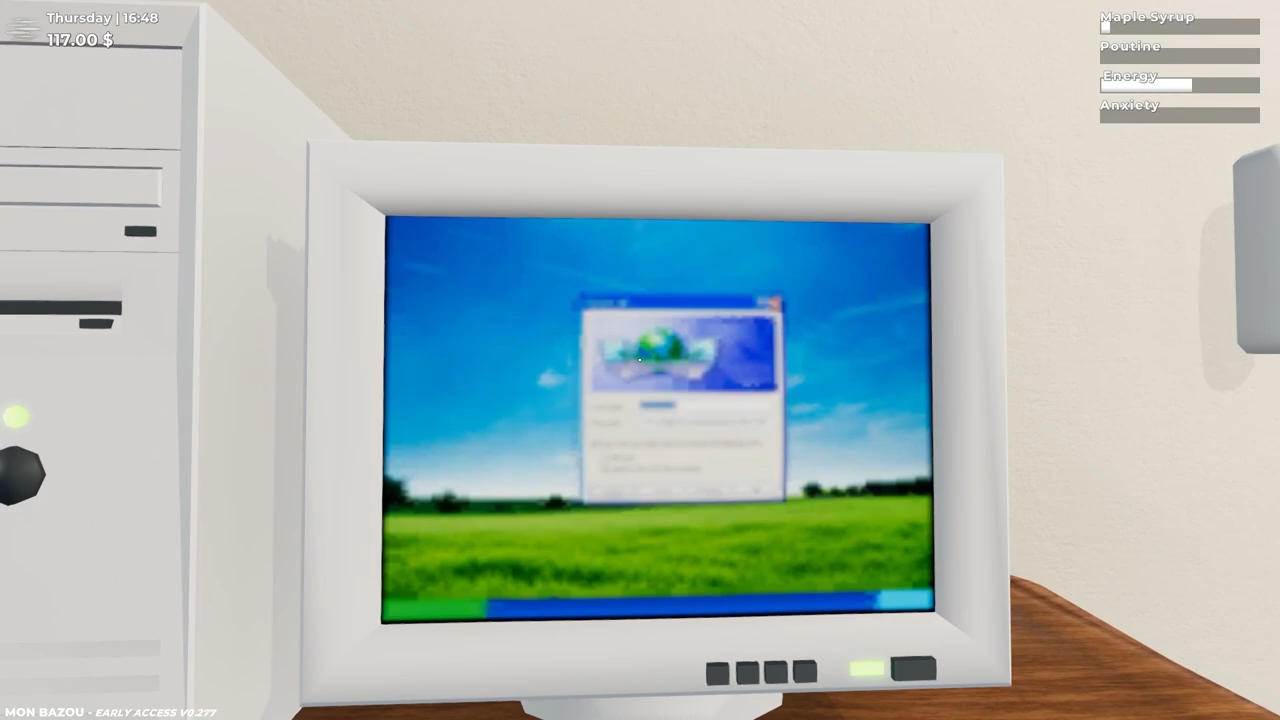 Thursday | 16:48
117.00 $
Maple Syrup
Poutine
Energy
Anxiety
MON BAZOU - EARLY ACCESS V0.277